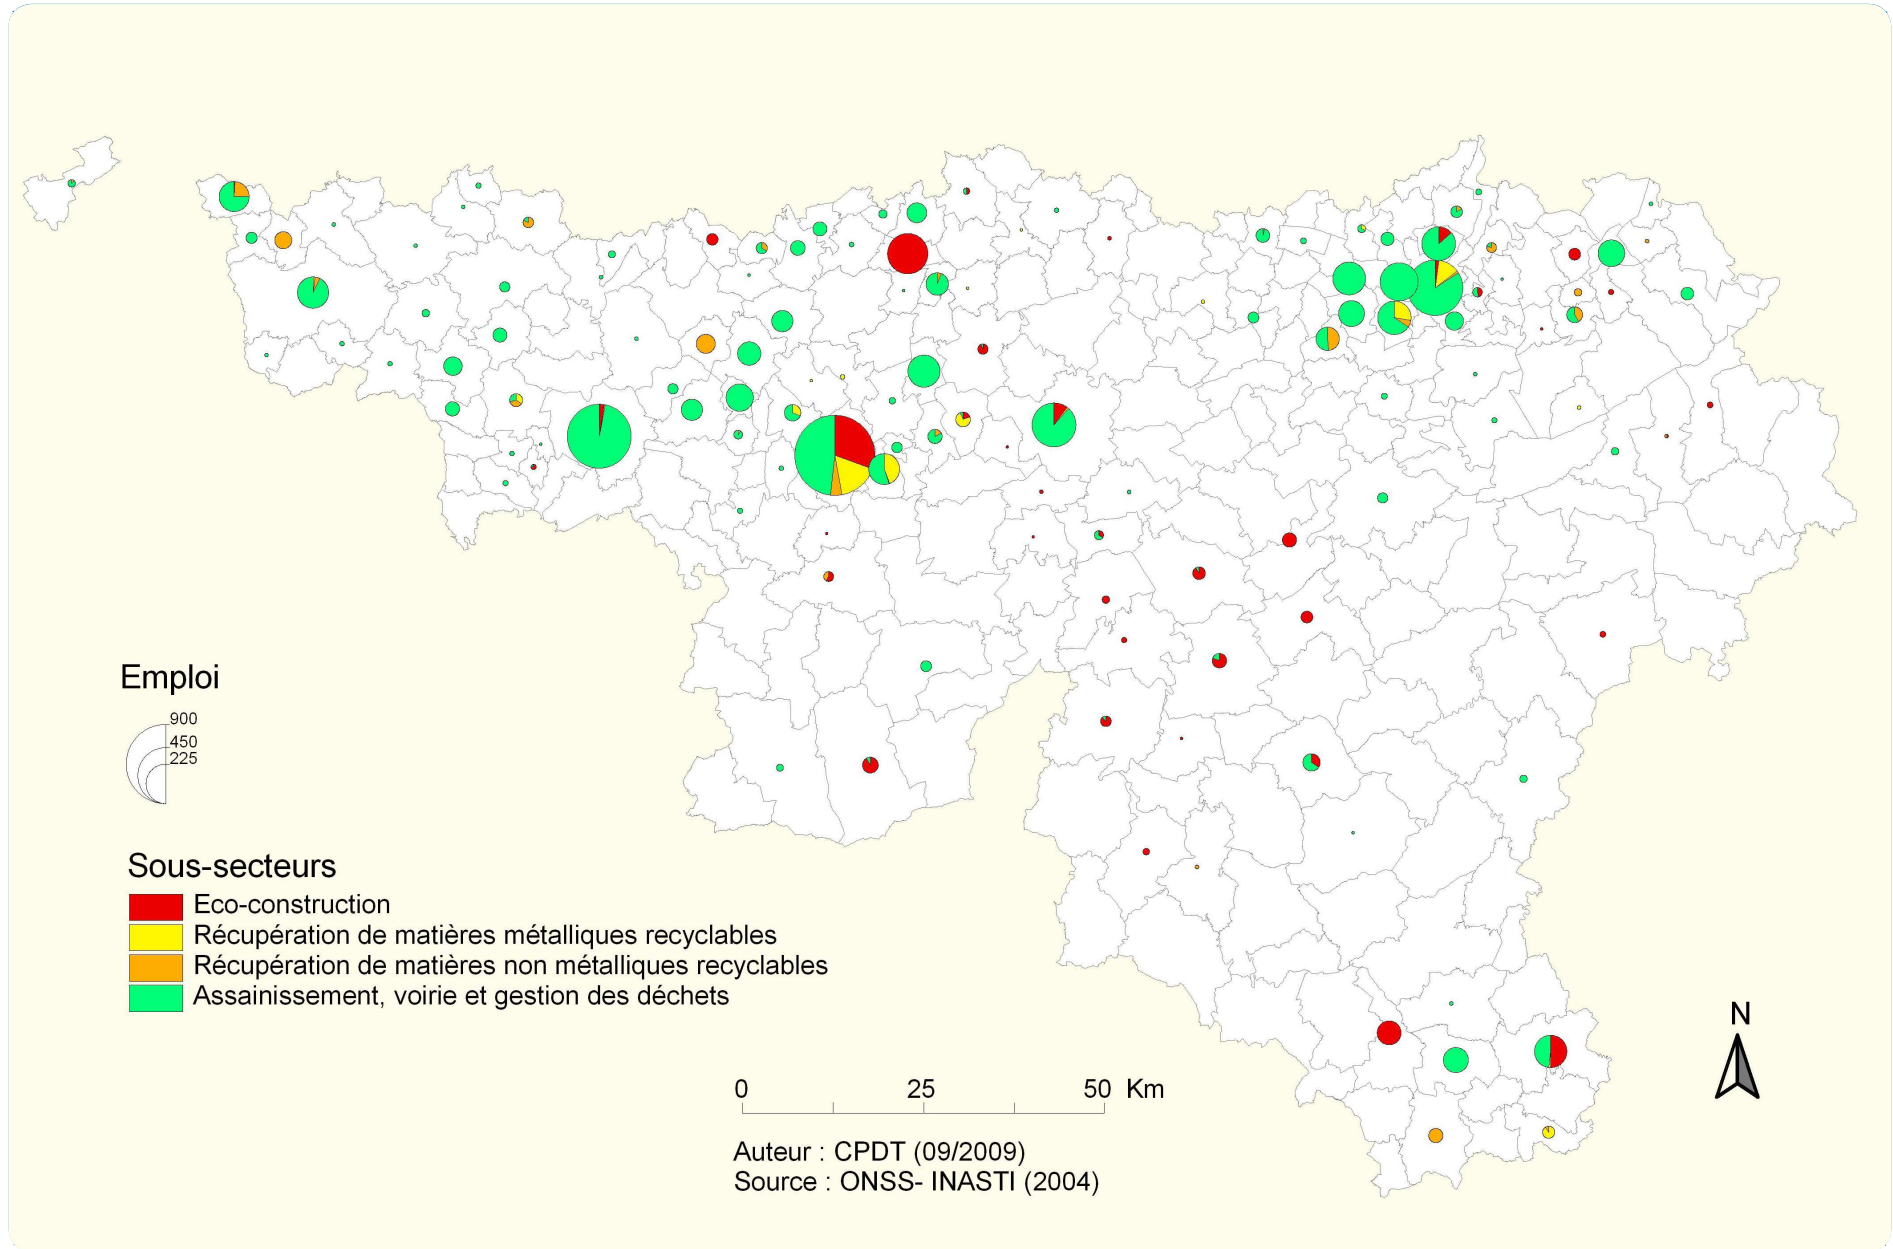 Emploi
900
450
225
Sous-secteurs
Eco-construction
Récupération de matières métalliques recyclables
Récupération de matières non métalliques recyclables
Assainissement, voirie et gestion des déchets
N
0 25 50 Km
Auteur : CPDT (09/2009)
Source : ONSS- INASTI (2004)